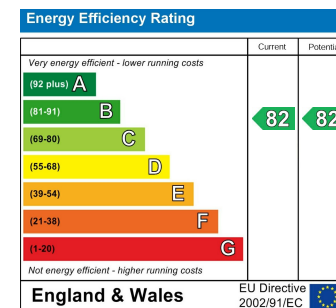 Energy Efficiency Rating
Current Potentia
Very energy efficient - lower running costs
(92 plus) A
(81-91) B
82 82
(69-80) C
(55-68) D
(39-54) E
(21-38) F
(1-20) G
Not energy efficient - higher running costs
England & Wales
EU Directive
2002/91/EC